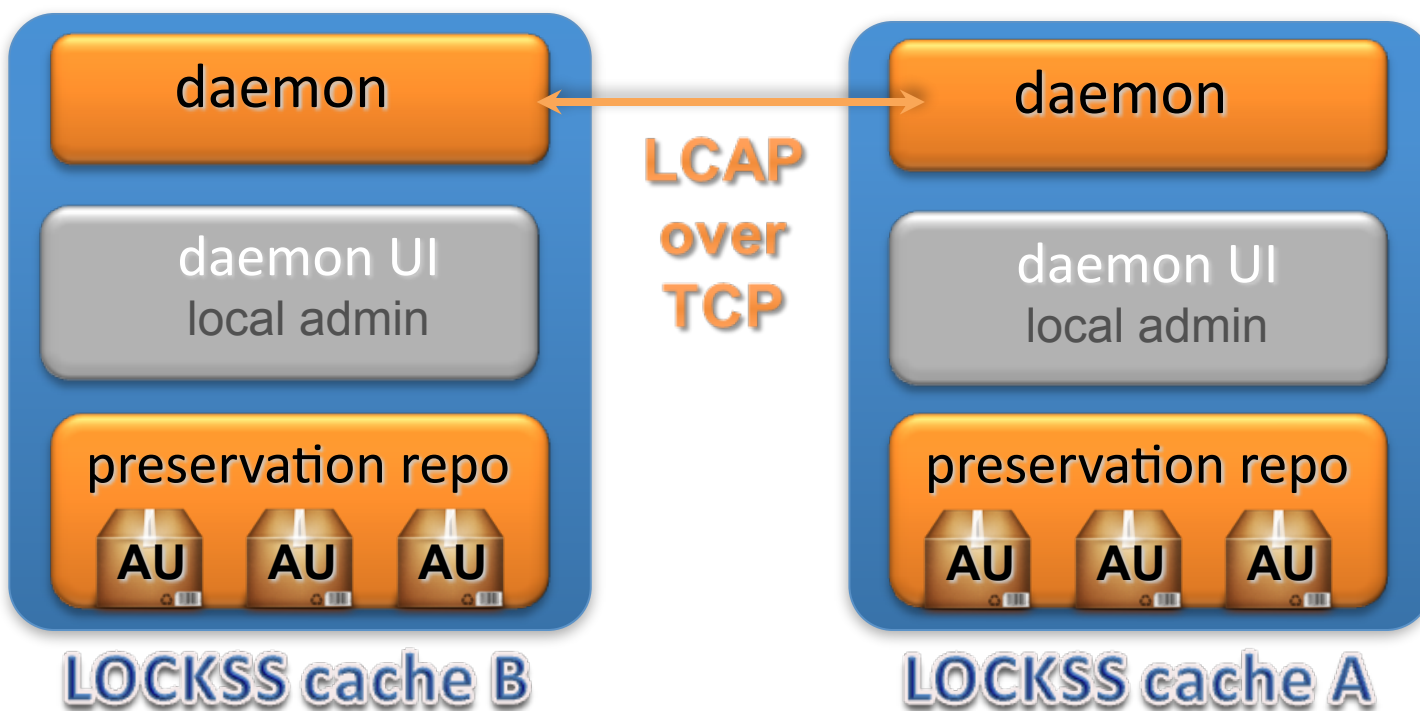 daemon
daemon UI
local admin
preservation repo
AU AU AU
LOCKSS cache B
LCAP
over
TCP
daemon
daemon UI
local admin
preservation repo
AU AU AU
LOCKSS cache A